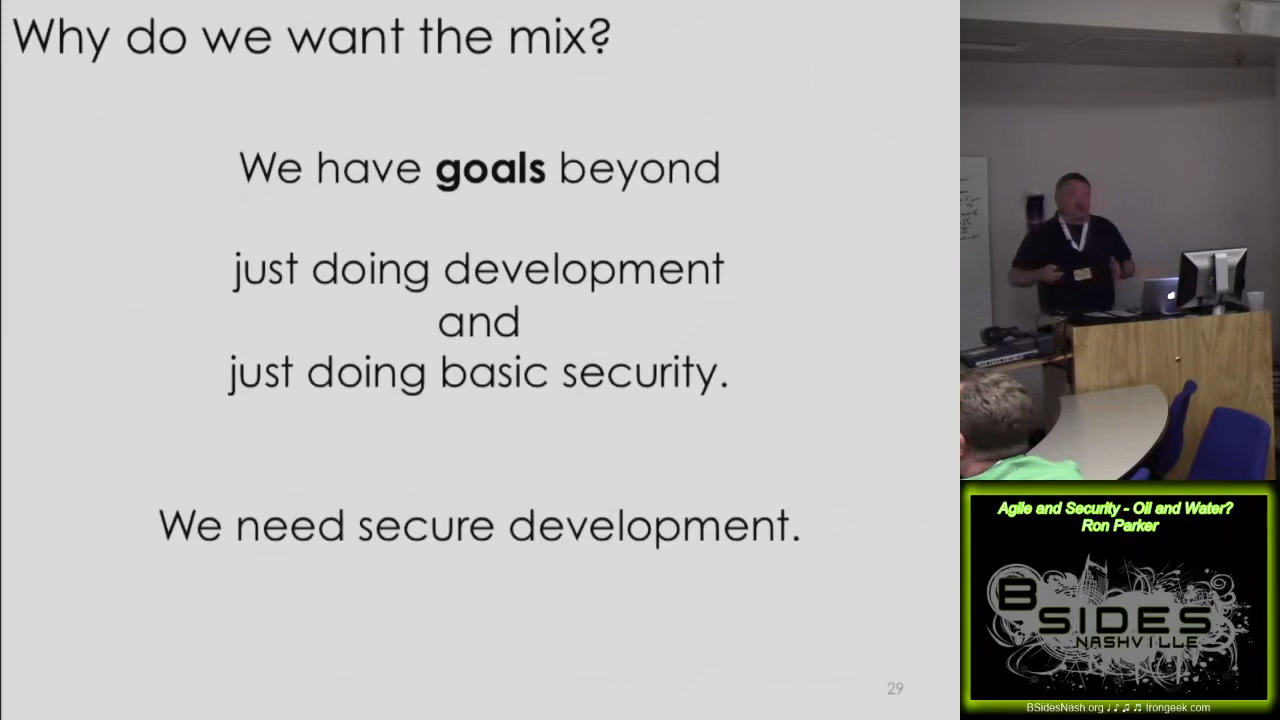 Why do we want the mix?
We have goals beyond
just doing development
and
just doing basic security.
We need secure development.
29
Agile and Security - Oil and Water?
Ron Parker
BSIDES
NASHVILLE
BSidesNash.org ♩♪♫♬ Irongeek.com